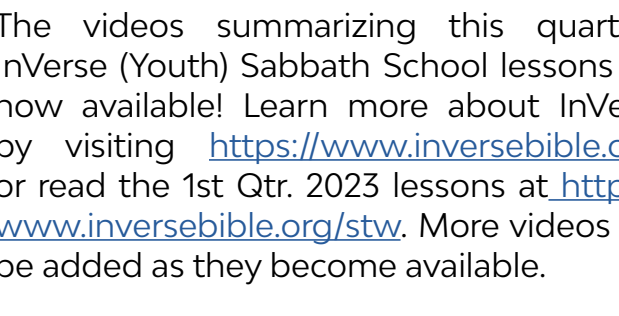 The videos summarizing this quart
InVerse (Youth) Sabbath School lessons
now available! Learn more about InVe
by visiting https://www.inversebible.o
or read the 1st Qtr. 2023 lessons at http
www.inversebible.org/stw. More videos
be added as they become available.